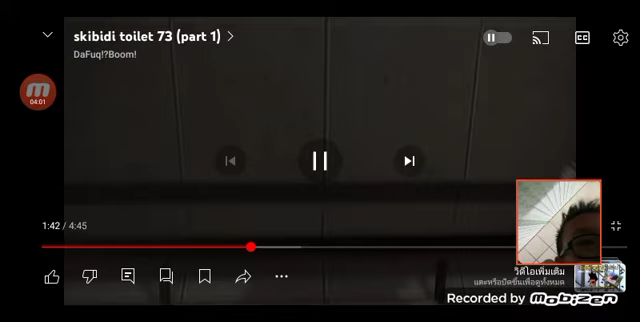 skibidi toilet 73 (part 1)
DaFuq!?Boom!
CC
m
04:01
1:42 / 4:45
วิดีโอเพิ่มเติม
แตะหรือปัดขึ้นเพื่อดูทั้งหมด
Recorded by mobizen